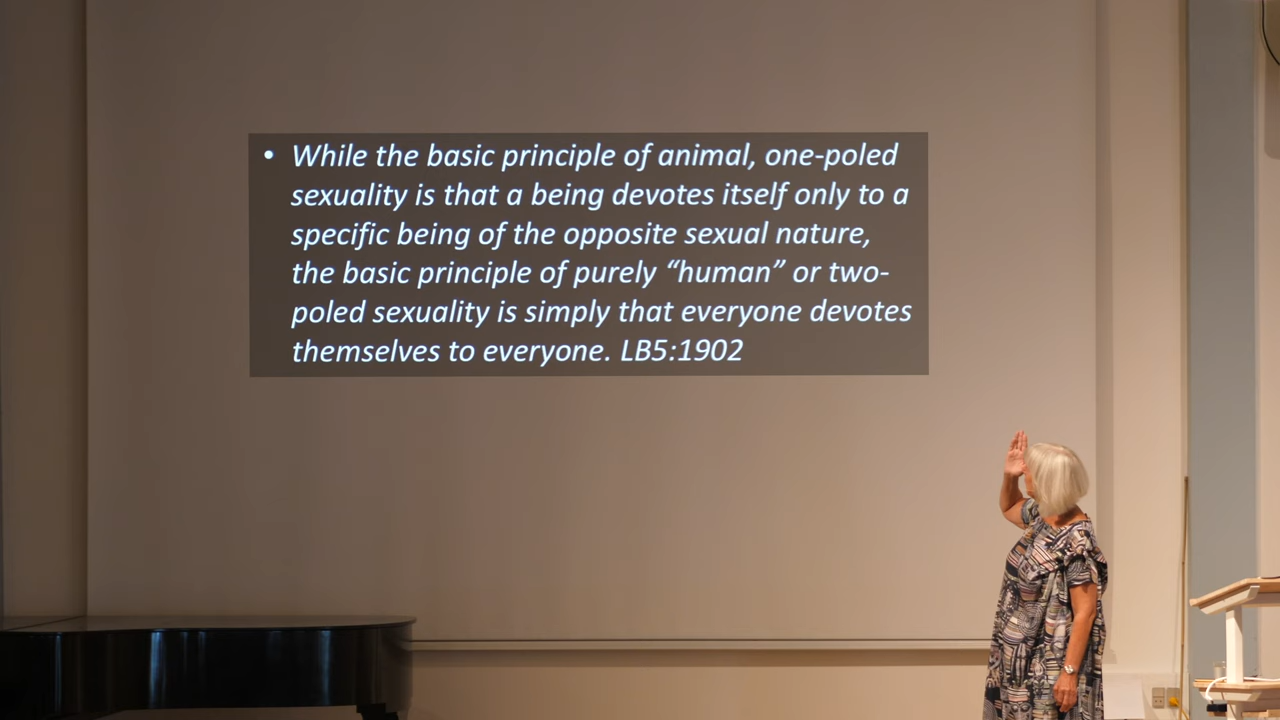 • While the basic principle of animal, one-poled
sexuality is that a being devotes itself only to a
specific being of the opposite sexual nature,
the basic principle of purely “human” or two-
poled sexuality is simply that everyone devotes
themselves to everyone. LB5:1902